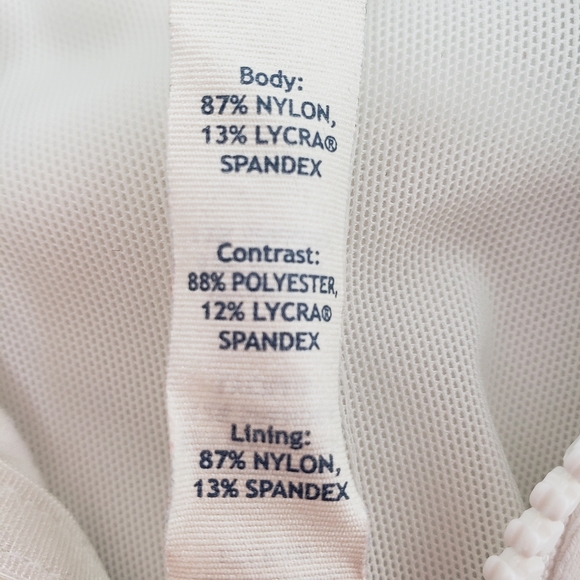 Body:
87% NYLON,
13% LYCRA®
SPANDEX
Contrast:
88% POLYESTER,
12% LYCRA®
SPANDEX
Lining:
87% NYLON,
13% SPANDEX